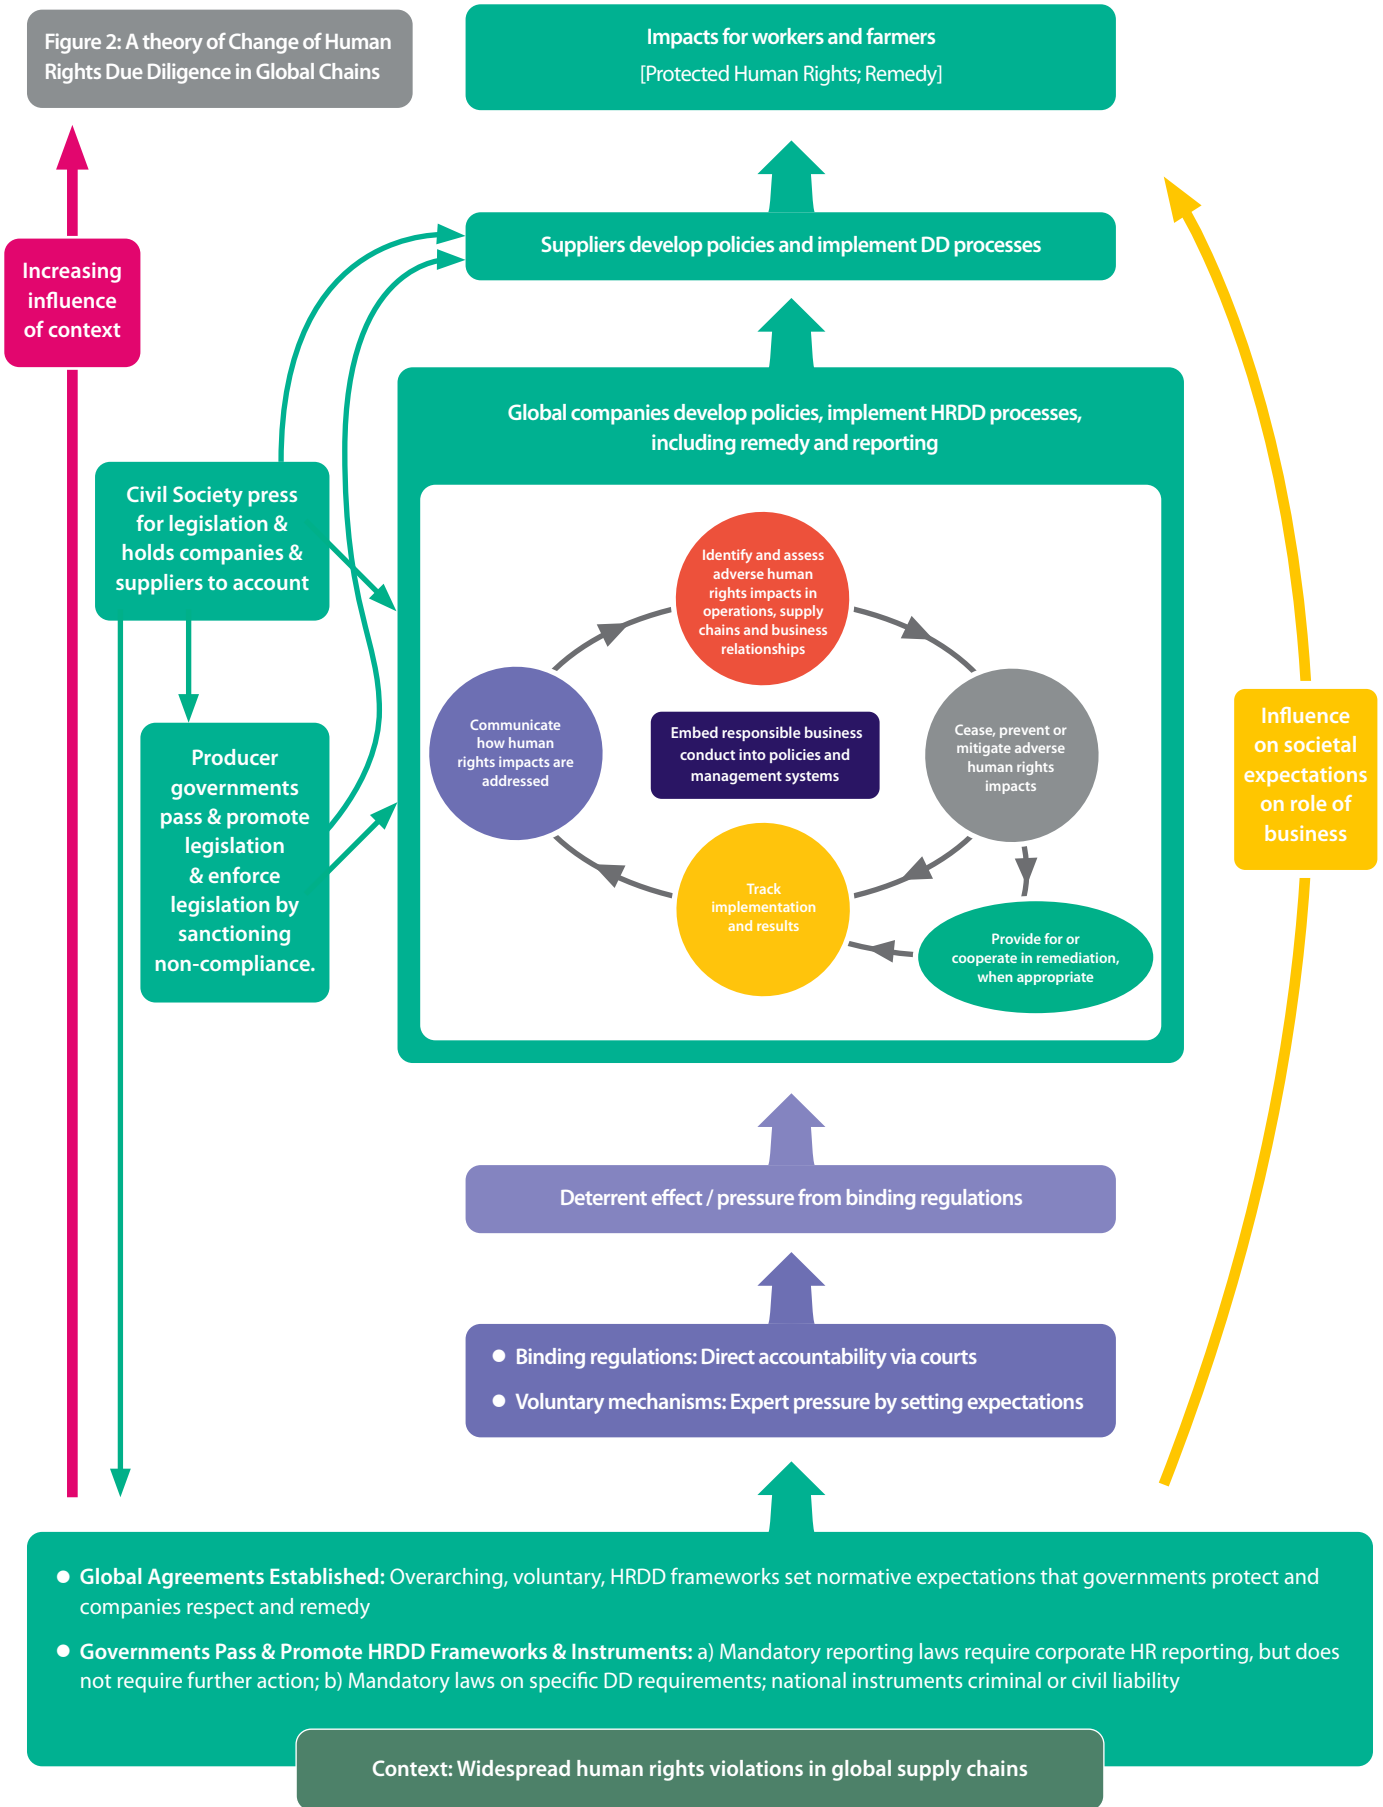 Figure 2: A theory of Change of Human
Rights Due Diligence in Global Chains
Impacts for workers and farmers
[Protected Human Rights; Remedy]
Suppliers develop policies and implement DD processes
Increasing
influence
of context
Global companies develop policies, implement HRDD processes,
including remedy and reporting
Civil Society press
for legislation &
holds companies &
suppliers to account
Identify and assess
adverse human
rights impacts in
operations, supply
chains and business
relationships
Communicate
how human
rights impacts are
addressed
Embed responsible business
conduct into policies and
management systems
Cease, prevent or
mitigate adverse
human rights
impacts
Influence
on societal
expectations
on role of
business
Producer
governments
pass & promote
legislation
& enforce
legislation by
sanctioning
non-compliance.
Track
implementation
and results
Provide for or
cooperate in remediation,
when appropriate
Deterrent effect / pressure from binding regulations
● Binding regulations: Direct accountability via courts
● Voluntary mechanisms: Expert pressure by setting expectations
● Global Agreements Established: Overarching, voluntary, HRDD frameworks set normative expectations that governments protect and
companies respect and remedy
● Governments Pass & Promote HRDD Frameworks & Instruments: a) Mandatory reporting laws require corporate HR reporting, but does
not require further action; b) Mandatory laws on specific DD requirements; national instruments criminal or civil liability
Context: Widespread human rights violations in global supply chains